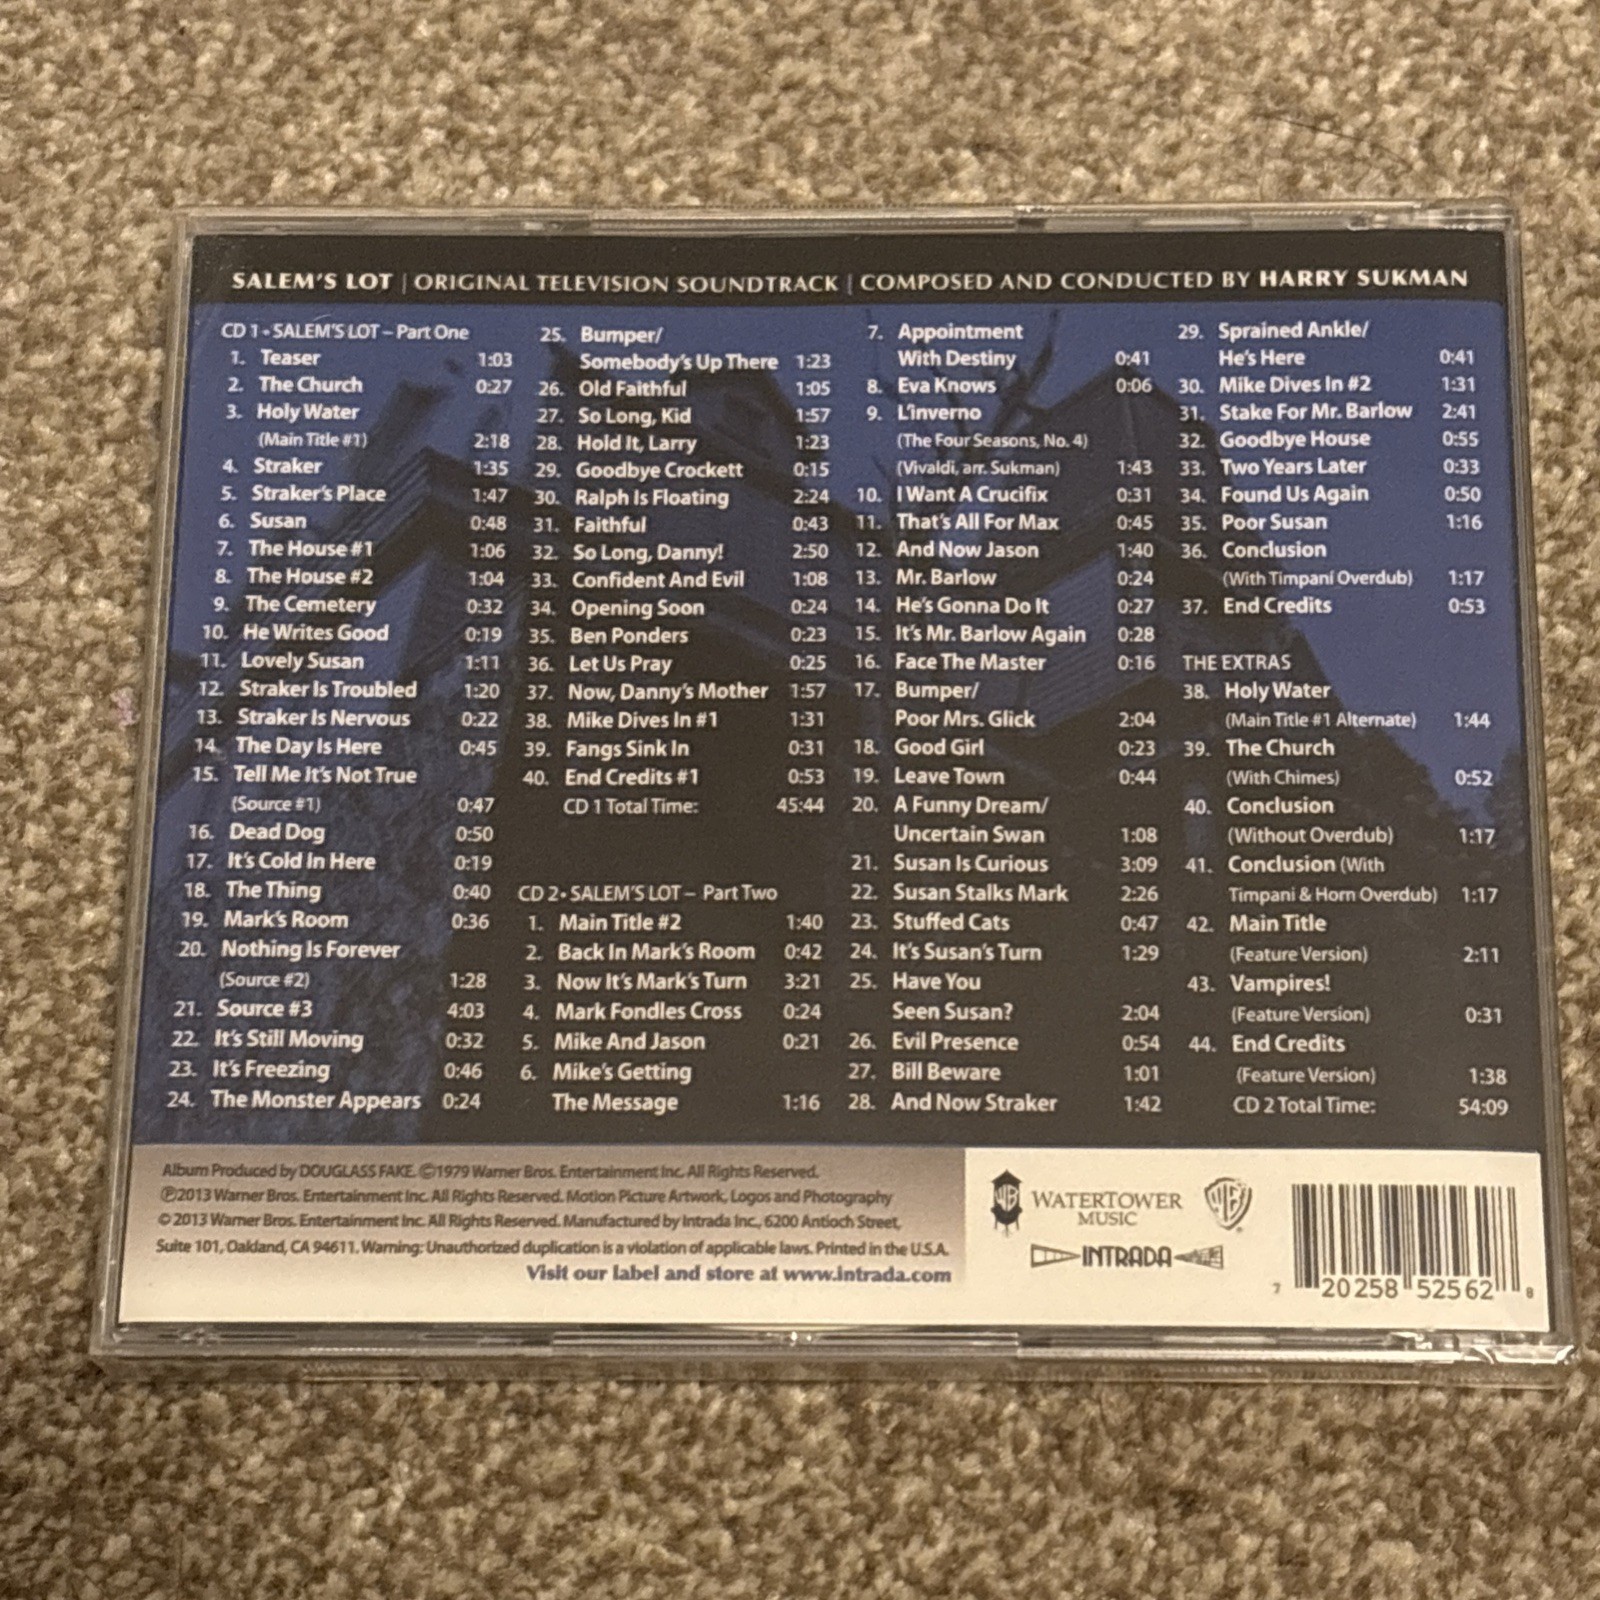 SALEM'S LOT | ORIGINAL TELEVISION SOUNDTRACK | COMPOSED AND CONDUCTED BY HARRY SUKMAN
CD 1 • SALEM'S LOT – Part One
1. Teaser 1:03
2. The Church 0:27
3. Holy Water
(Main Title #1) 2:18
4. Straker 1:35
5. Straker's Place 1:47
6. Susan 0:48
7. The House #1 1:06
8. The House #2 1:04
9. The Cemetery 0:32
10. He Writes Good 0:19
11. Lovely Susan 1:11
12. Straker Is Troubled 1:20
13. Straker Is Nervous 0:22
14. The Day Is Here 0:45
15. Tell Me It's Not True
(Source #1) 0:47
16. Dead Dog 0:50
17. It's Cold In Here 0:19
18. The Thing 0:40
19. Mark's Room 0:36
20. Nothing Is Forever
(Source #2) 1:28
21. Source #3 4:03
22. It's Still Moving 0:32
23. It's Freezing 0:46
24. The Monster Appears 0:24
25. Bumper/
Somebody's Up There 1:23
26. Old Faithful 1:05
27. So Long, Kid 1:57
28. Hold It, Larry 1:23
29. Goodbye Crockett 0:15
30. Ralph Is Floating 2:24
31. Faithful 0:43
32. So Long, Danny! 2:50
33. Confident And Evil 1:08
34. Opening Soon 0:24
35. Ben Ponders 0:23
36. Let Us Pray 0:25
37. Now, Danny's Mother 1:57
38. Mike Dives In #1 1:31
39. Fangs Sink In 0:31
40. End Credits #1 0:53
CD 1 Total Time: 45:44
CD 2 • SALEM'S LOT – Part Two
1. Main Title #2 1:40
2. Back In Mark's Room 0:42
3. Now It's Mark's Turn 3:21
4. Mark Fondles Cross 0:24
5. Mike And Jason 0:21
6. Mike's Getting
The Message 1:16
7. Appointment
With Destiny 0:41
8. Eva Knows 0:06
9. L'inverno
(The Four Seasons, No. 4)
(Vivaldi, arr. Sukman) 1:43
10. I Want A Crucifix 0:31
11. That's All For Max 0:45
12. And Now Jason 1:40
13. Mr. Barlow 0:24
14. He's Gonna Do It 0:27
15. It's Mr. Barlow Again 0:28
16. Face The Master 0:16
17. Bumper/
Poor Mrs. Glick 2:04
18. Good Girl 0:23
19. Leave Town 0:44
20. A Funny Dream/
Uncertain Swan 1:08
21. Susan Is Curious 3:09
22. Susan Stalks Mark 2:26
23. Stuffed Cats 0:47
24. It's Susan's Turn 1:29
25. Have You
Seen Susan? 2:04
26. Evil Presence 0:54
27. Bill Beware 1:01
28. And Now Straker 1:42
29. Sprained Ankle/
He's Here 0:41
30. Mike Dives In #2 1:31
31. Stake For Mr. Barlow 2:41
32. Goodbye House 0:55
33. Two Years Later 0:33
34. Found Us Again 0:50
35. Poor Susan 1:16
36. Conclusion
(With Timpani Overdub) 1:17
37. End Credits 0:53
THE EXTRAS
38. Holy Water
(Main Title #1 Alternate) 1:44
39. The Church
(With Chimes) 0:52
40. Conclusion
(Without Overdub) 1:17
41. Conclusion (With
Timpani & Horn Overdub) 1:17
42. Main Title
(Feature Version) 2:11
43. Vampires!
(Feature Version) 0:31
44. End Credits
(Feature Version) 1:38
CD 2 Total Time: 54:09
Album Produced by DOUGLASS FAKE. ©1979 Warner Bros. Entertainment Inc. All Rights Reserved.
℗2013 Warner Bros. Entertainment Inc. All Rights Reserved. Motion Picture Artwork, Logos and Photography
© 2013 Warner Bros. Entertainment Inc. All Rights Reserved. Manufactured by Intrada Inc., 6200 Antioch Street,
Suite 101, Oakland, CA 94611. Warning: Unauthorized duplication is a violation of applicable laws. Printed in the U.S.A.
Visit our label and store at www.intrada.com
WB
WATERTOWER
MUSIC
WB
INTRADA
7 20258 52562 8